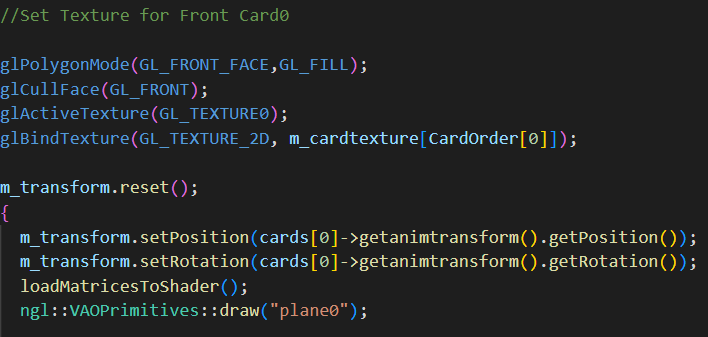 //Set Texture for Front Card0
glPolygonMode(GL_FRONT_FACE,GL_FILL);
glCullFace(GL_FRONT);
glActiveTexture(GL_TEXTURE0);
glBindTexture(GL_TEXTURE_2D, m_cardtexture[CardOrder[0]]);
m_transform.reset();
{
m_transform.setPosition(cards[0]->getanimtransform().getPosition());
m_transform.setRotation(cards[0]->getanimtransform().getRotation());
loadMatricesToShader();
ngl::VAOPrimitives::draw("plane0");